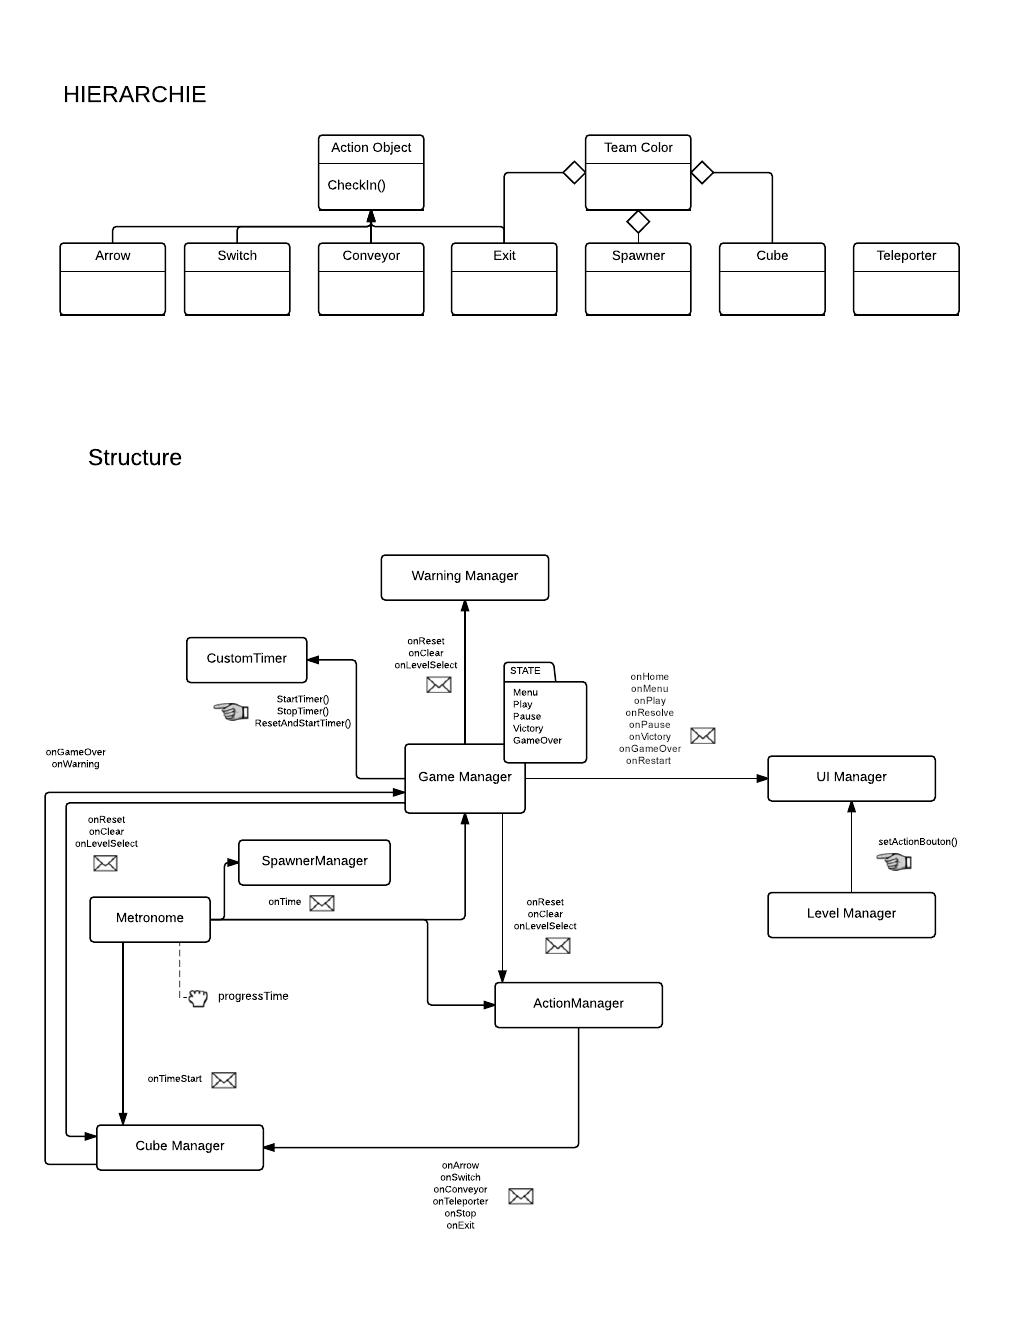 HIERARCHIE
Action Object
CheckIn()
Team Color
Arrow
Switch
Conveyor
Exit
Spawner
Cube
Teleporter
Structure
Warning Manager
CustomTimer
onReset
onClear
onLevelSelect
StartTimer()
StopTimer()
ResetAndStartTimer()
STATE
Menu
Play
Pause
Victory
GameOver
onHome
onMenu
onPlay
onResolve
onPause
onVictory
onGameOver
onRestart
onGameOver
onWarning
Game Manager
UI Manager
onReset
onClear
onLevelSelect
SpawnerManager
setActionBouton()
onTime
Metronome
Level Manager
onReset
onClear
onLevelSelect
progressTime
ActionManager
onTimeStart
Cube Manager
onArrow
onSwitch
onConveyor
onTeleporter
onStop
onExit